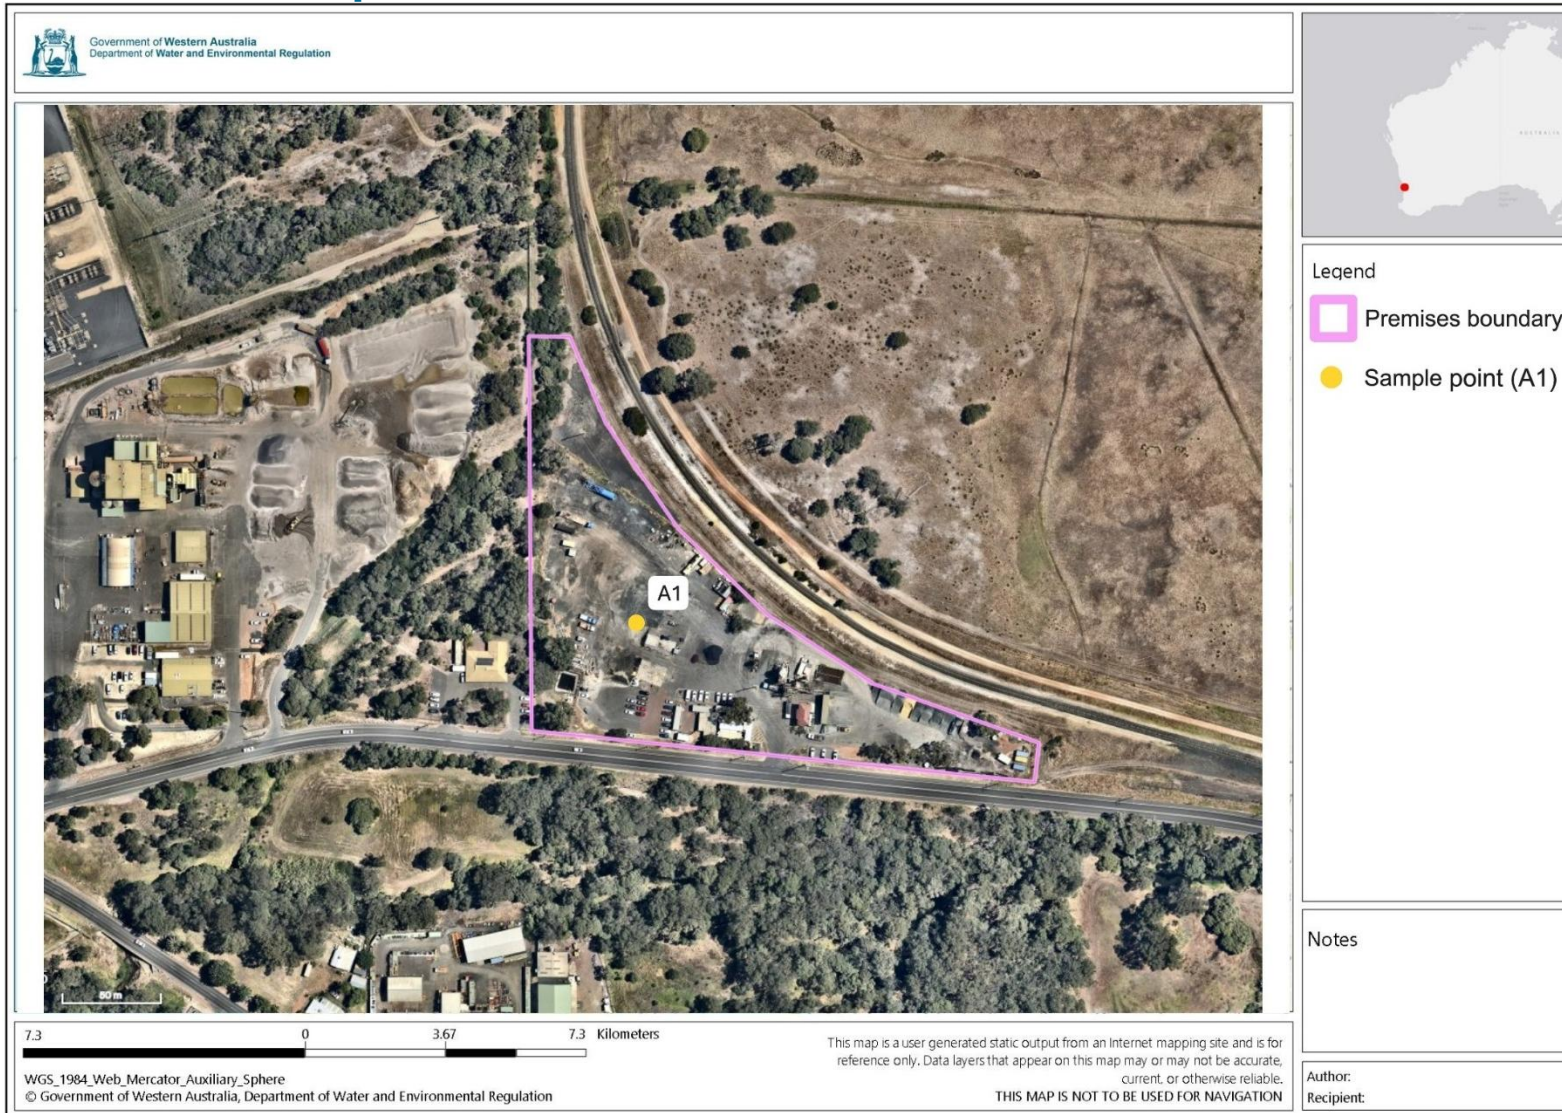 Government of Western Australia
Department of Water and Environmental Regulation
AUSTRALIA
Legend
Premises boundary
Sample point (A1)
A1
Notes
7.3 0 3.67 7.3 Kilometers
This map is a user generated static output from an Internet mapping site and is for
reference only. Data layers that appear on this map may or may not be accurate,
current, or otherwise reliable.
THIS MAP IS NOT TO BE USED FOR NAVIGATION
WGS_1984_Web_Mercator_Auxiliary_Sphere
© Government of Western Australia, Department of Water and Environmental Regulation
Author:
Recipient: